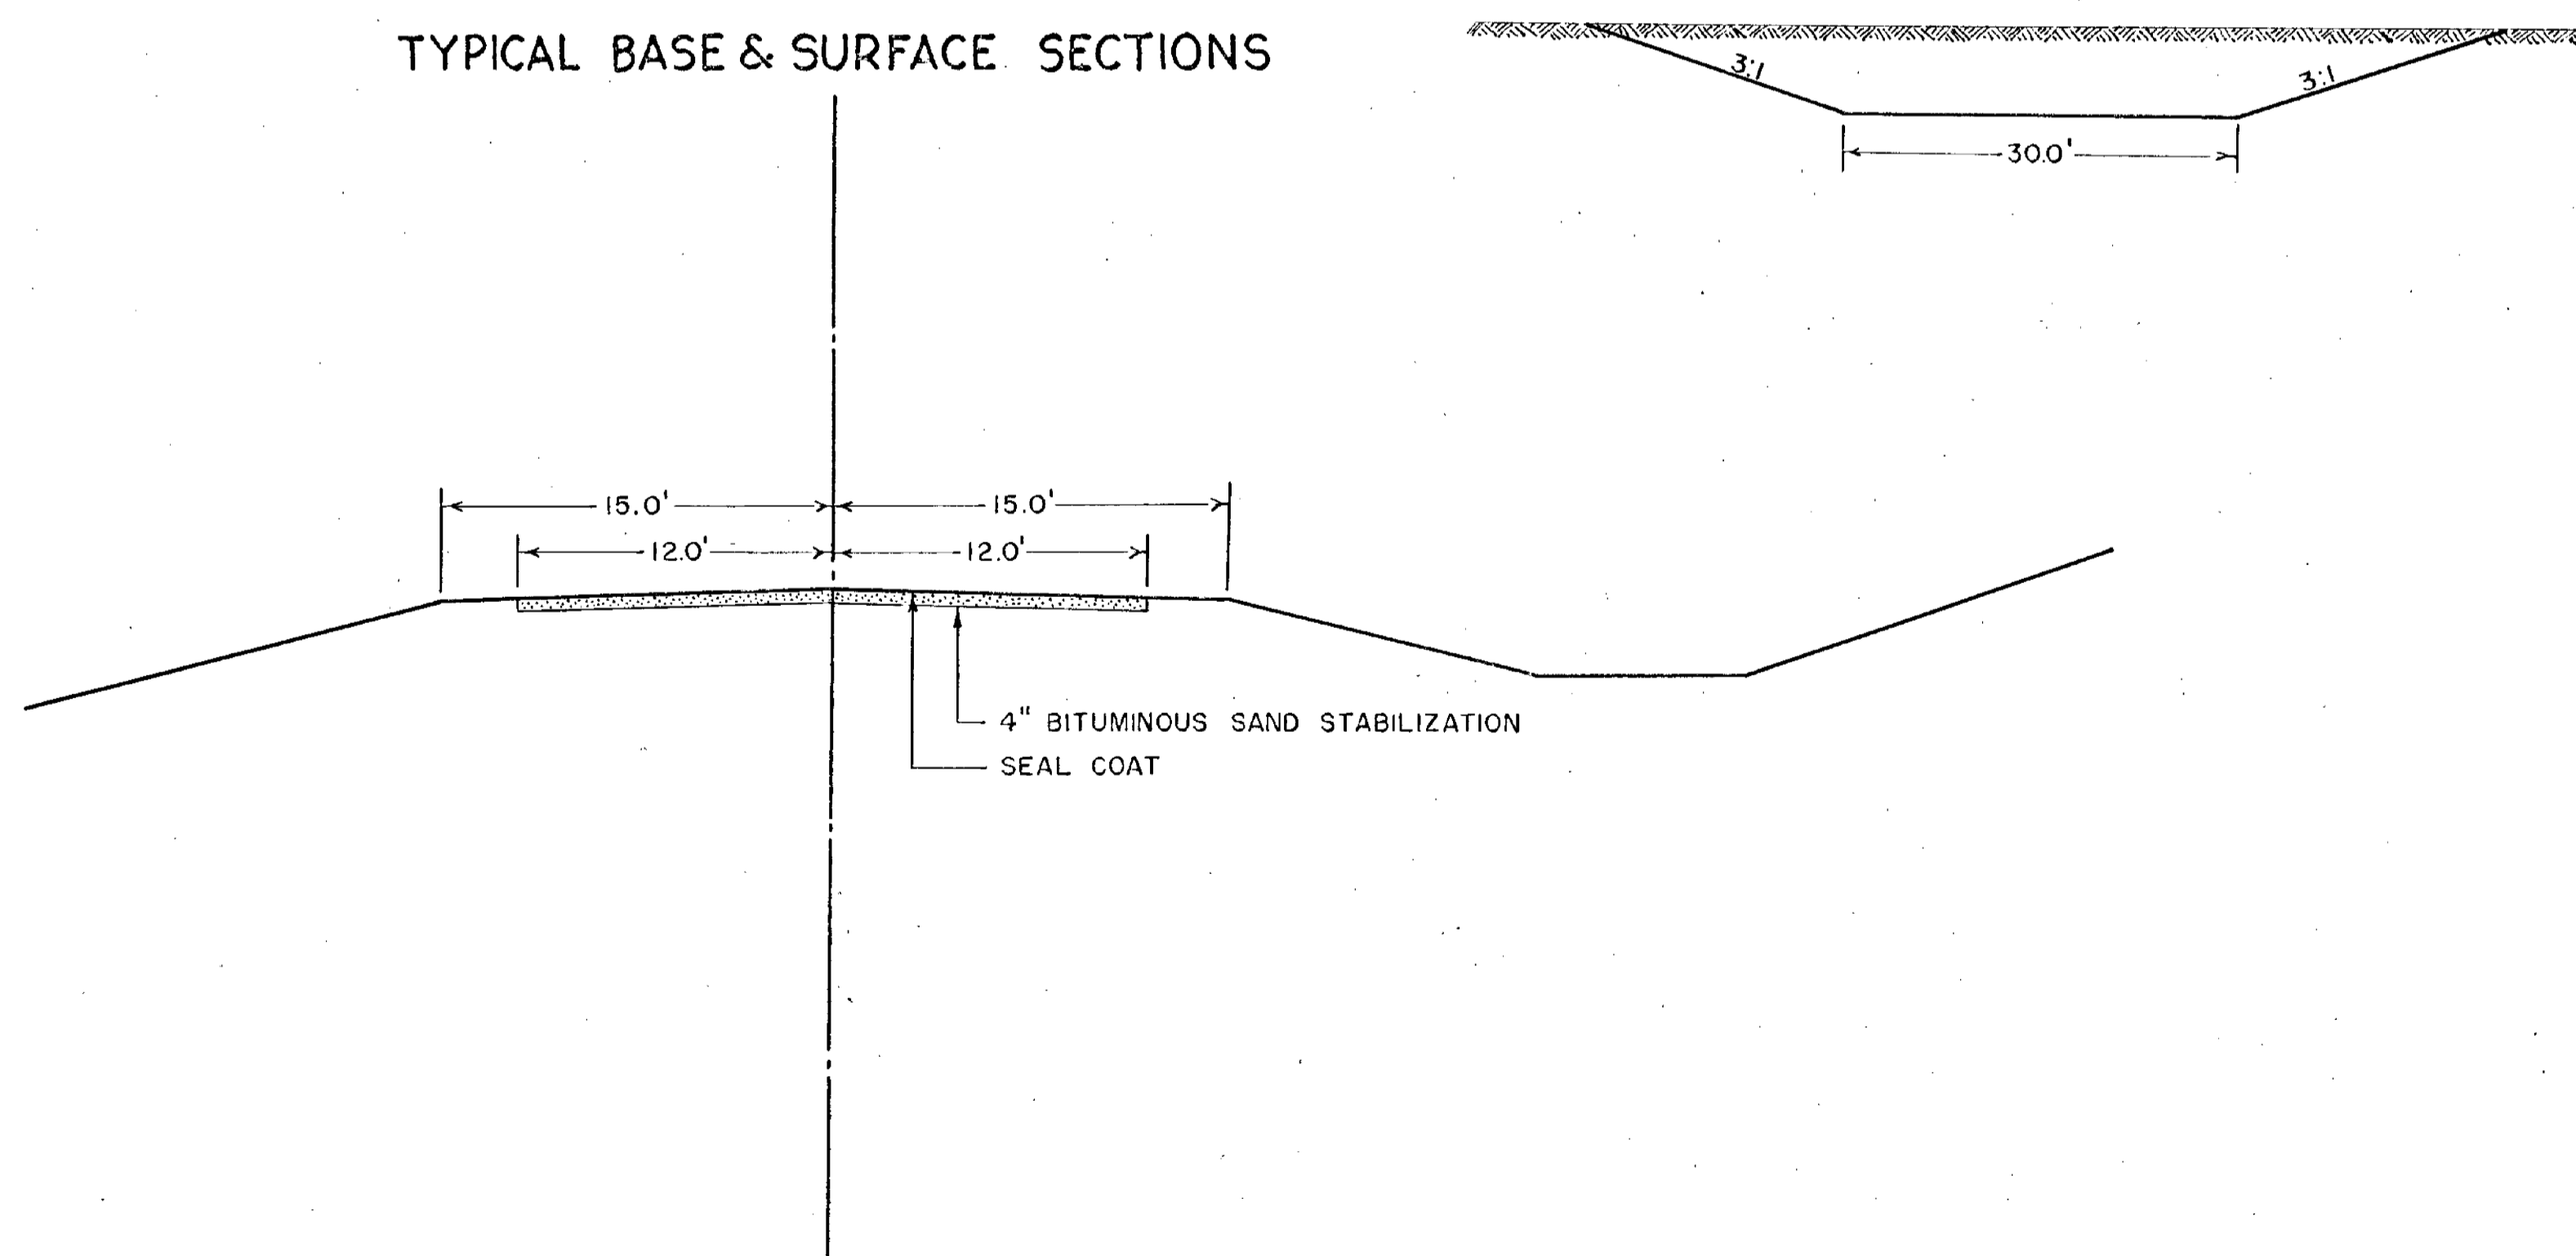 TYPICAL BASE & SURFACE SECTIONS
3:1
3:1
30.0'
15.0' 15.0'
12.0' 12.0'
4" BITUMINOUS SAND STABILIZATION
SEAL COAT